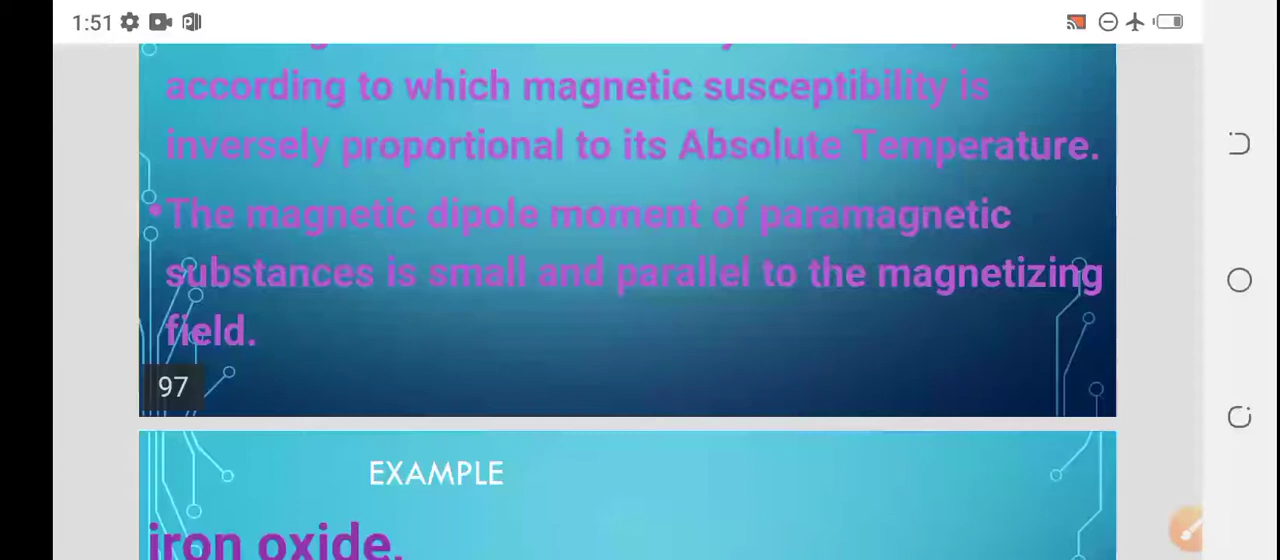 1:51
according to which magnetic susceptibility is
inversely proportional to its Absolute Temperature.
•The magnetic dipole moment of paramagnetic
substances is small and parallel to the magnetizing
field.
97
EXAMPLE
iron oxide.